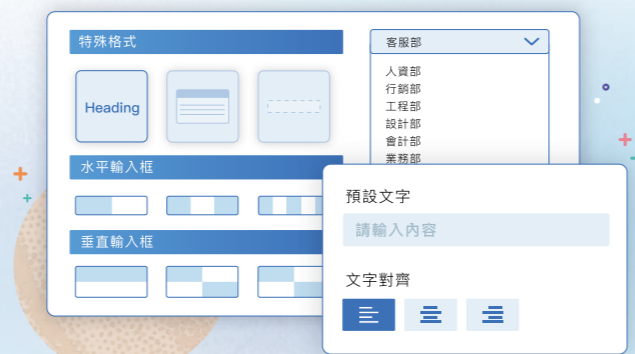 特殊格式
Heading
水平輸入框
垂直輸入框
客服部
人資部
行銷部
工程部
設計部
會計部
業務部
預設文字
請輸入內容
文字對齊